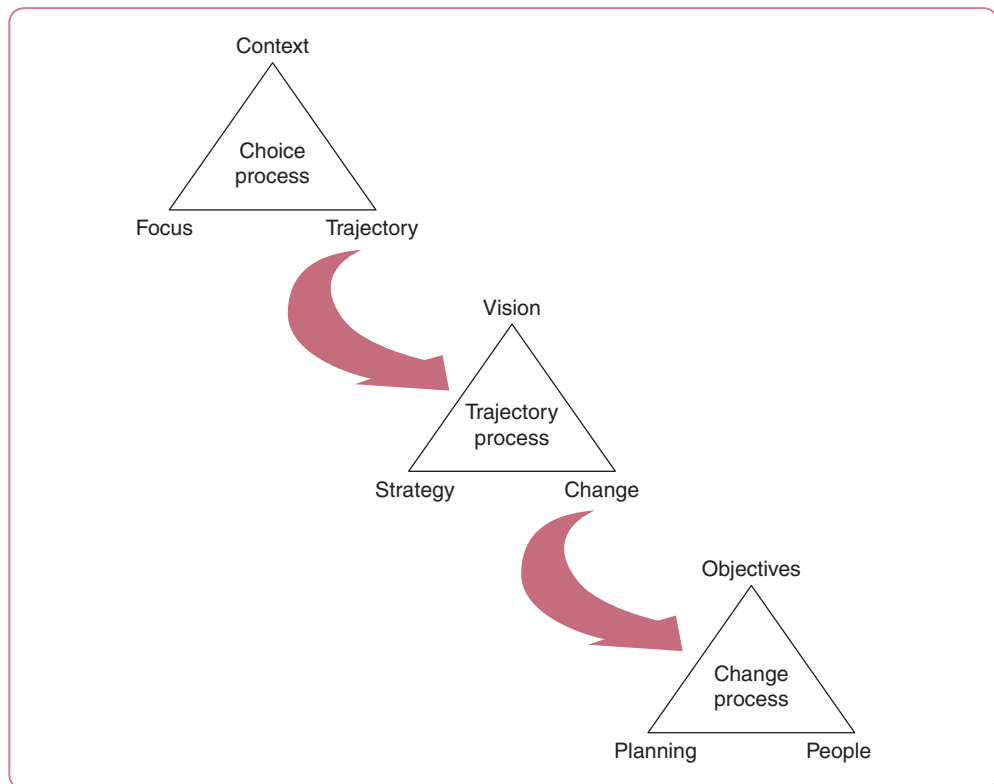 Context
Choice
process
Focus Trajectory
Vision
Trajectory
process
Strategy Change
Objectives
Change
process
Planning People